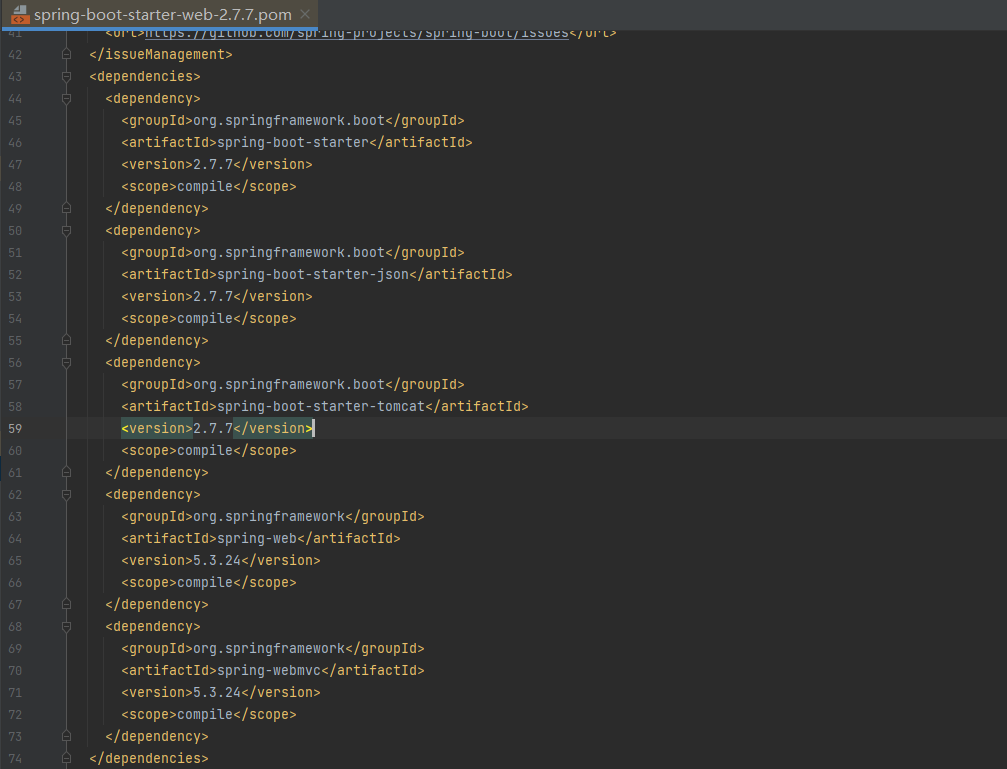 spring-boot-starter-web-2.7.7.pom
41 <url>https://github.com/spring-projects/spring-boot/issues</url>
42 </issueManagement>
43 <dependencies>
44 <dependency>
45 <groupId>org.springframework.boot</groupId>
46 <artifactId>spring-boot-starter</artifactId>
47 <version>2.7.7</version>
48 <scope>compile</scope>
49 </dependency>
50 <dependency>
51 <groupId>org.springframework.boot</groupId>
52 <artifactId>spring-boot-starter-json</artifactId>
53 <version>2.7.7</version>
54 <scope>compile</scope>
55 </dependency>
56 <dependency>
57 <groupId>org.springframework.boot</groupId>
58 <artifactId>spring-boot-starter-tomcat</artifactId>
59 <version>2.7.7</version>
60 <scope>compile</scope>
61 </dependency>
62 <dependency>
63 <groupId>org.springframework</groupId>
64 <artifactId>spring-web</artifactId>
65 <version>5.3.24</version>
66 <scope>compile</scope>
67 </dependency>
68 <dependency>
69 <groupId>org.springframework</groupId>
70 <artifactId>spring-webmvc</artifactId>
71 <version>5.3.24</version>
72 <scope>compile</scope>
73 </dependency>
74 </dependencies>